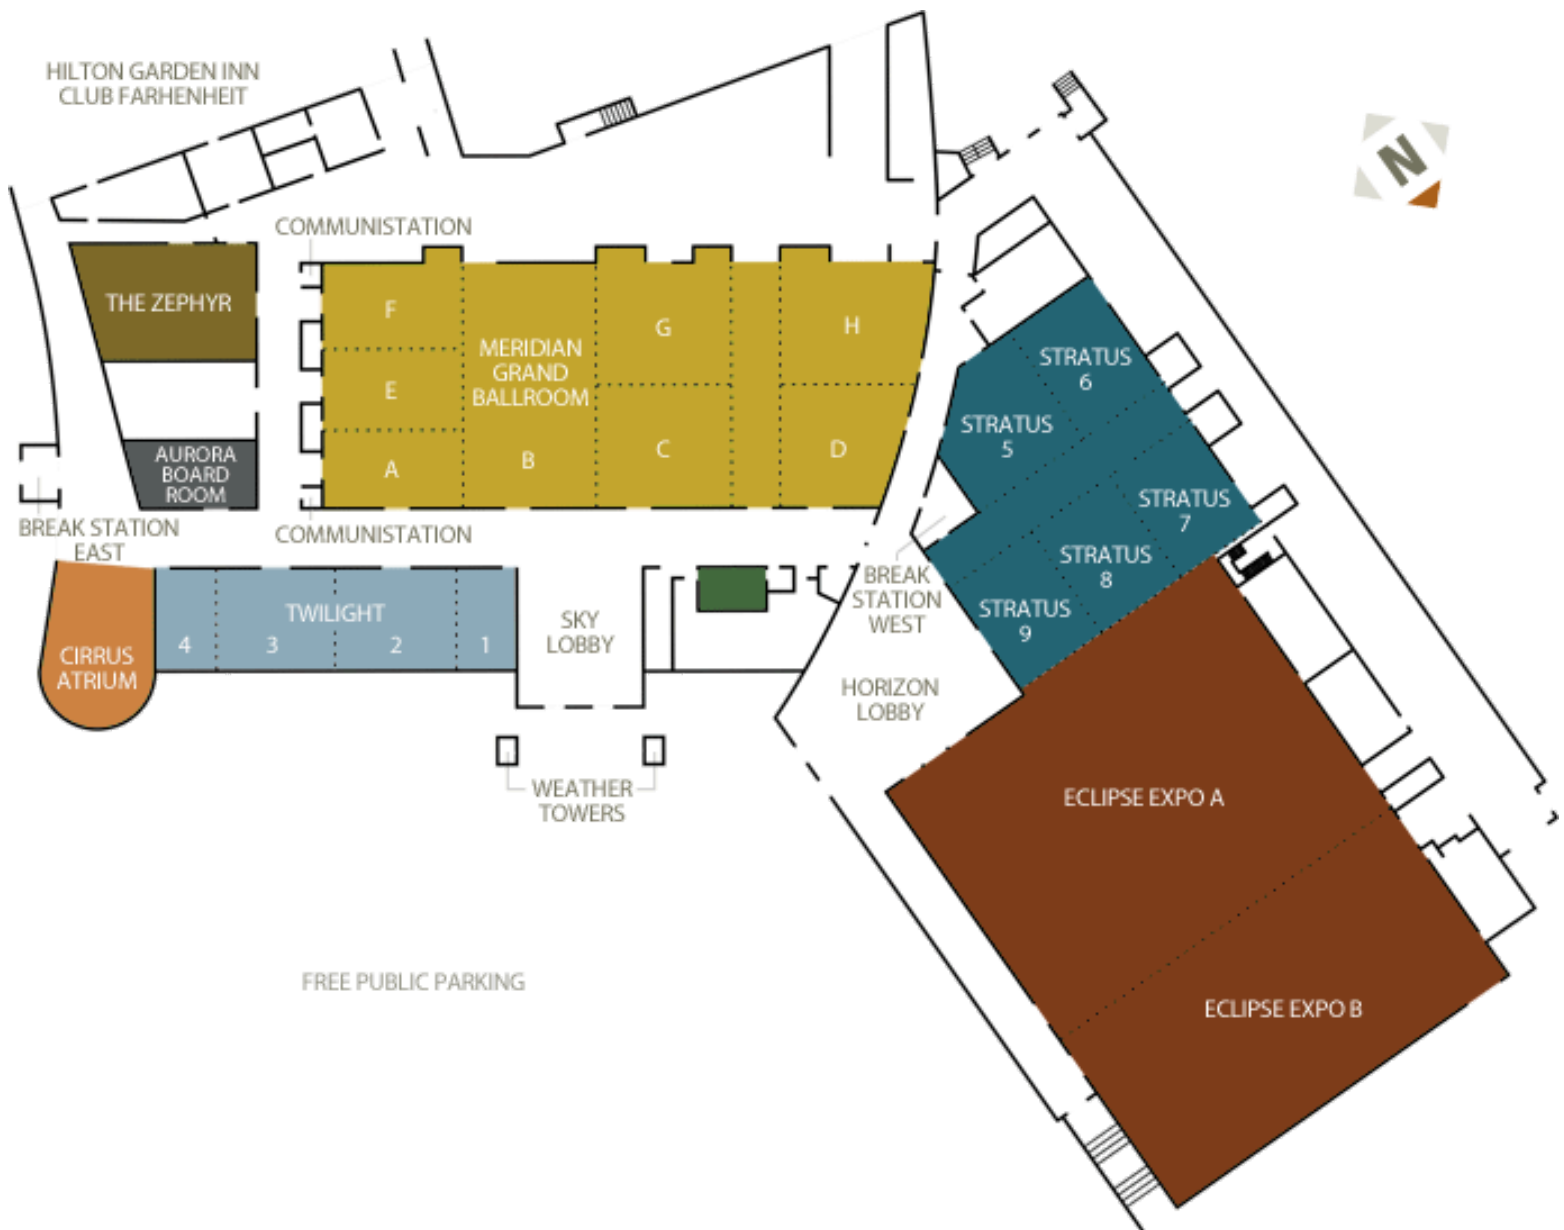 HILTON GARDEN INN
CLUB FARHENHEIT
N
COMMUNISTATION
THE ZEPHYR
F
G
H
MERIDIAN
GRAND
BALLROOM
E
STRATUS
6
STRATUS
5
AURORA
BOARD
ROOM
A
B
C
D
STRATUS
7
BREAK STATION
EAST
COMMUNISTATION
STRATUS
8
BREAK
STATION
WEST
STRATUS
9
TWILIGHT
4
3
2
1
SKY
LOBBY
CIRRUS
ATRIUM
HORIZON
LOBBY
WEATHER
TOWERS
ECLIPSE EXPO A
FREE PUBLIC PARKING
ECLIPSE EXPO B